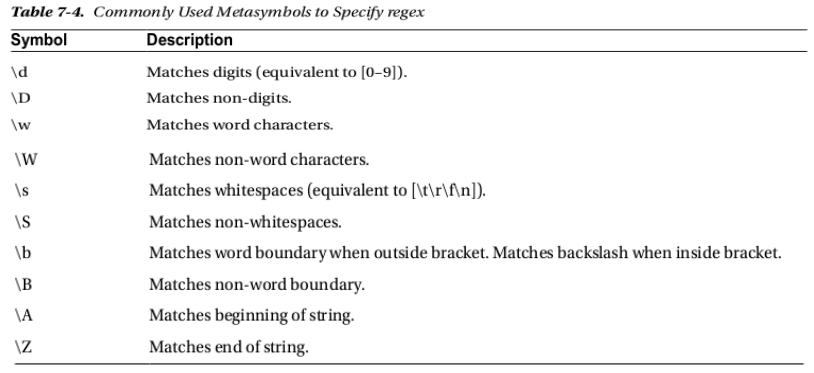 Table 7-4. Commonly Used Metasymbols to Specify regex
Symbol Description
\d Matches digits (equivalent to [0–9]).
\D Matches non-digits.
\w Matches word characters.
\W Matches non-word characters.
\s Matches whitespaces (equivalent to [\t\r\f\n]).
\S Matches non-whitespaces.
\b Matches word boundary when outside bracket. Matches backslash when inside bracket.
\B Matches non-word boundary.
\A Matches beginning of string.
\Z Matches end of string.